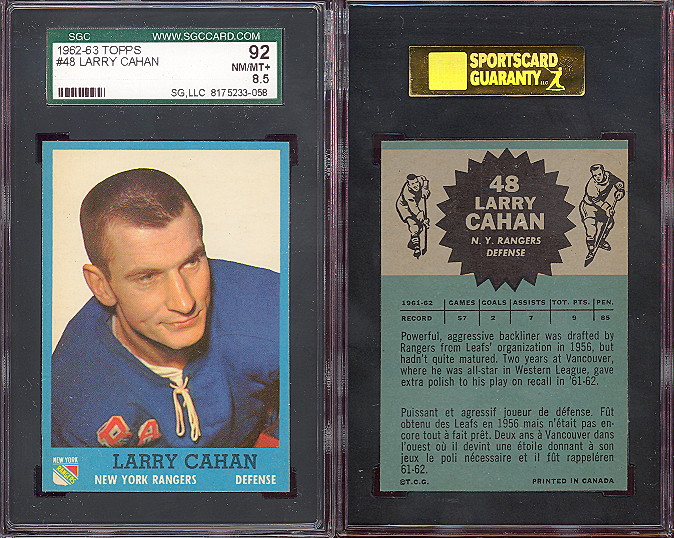 SGC WWW.SGCCARD.COM
1962-63 TOPPS 92
#48 LARRY CAHAN NM/MT+
8.5
SG, LLC 8175233-058
RA
NEW YORK
RANGERS
LARRY CAHAN
NEW YORK RANGERS DEFENSE
SPORTSCARD
GUARANTY LLC
48
LARRY
CAHAN
N. Y. RANGERS
DEFENSE
1961-62 GAMES GOALS ASSISTS TOT. PTS. PEN.
RECORD 57 2 7 9 85
Powerful, aggressive backliner was drafted by
Rangers from Leafs' organization in 1956, but
hadn't quite matured. Two years at Vancouver,
where he was all-star in Western League, gave
extra polish to his play on recall in '61-62.
Puissant et agressif joueur de défense. Fût
obtenu des Leafs en 1956 mais n'était pas en-
core tout à fait prêt. Deux ans à Vancouver dans
l'ouest où il devint une étoile donnant à son
jeu le poli nécessaire et il fût rappelèren
61-62.
©T.C.G. PRINTED IN CANADA